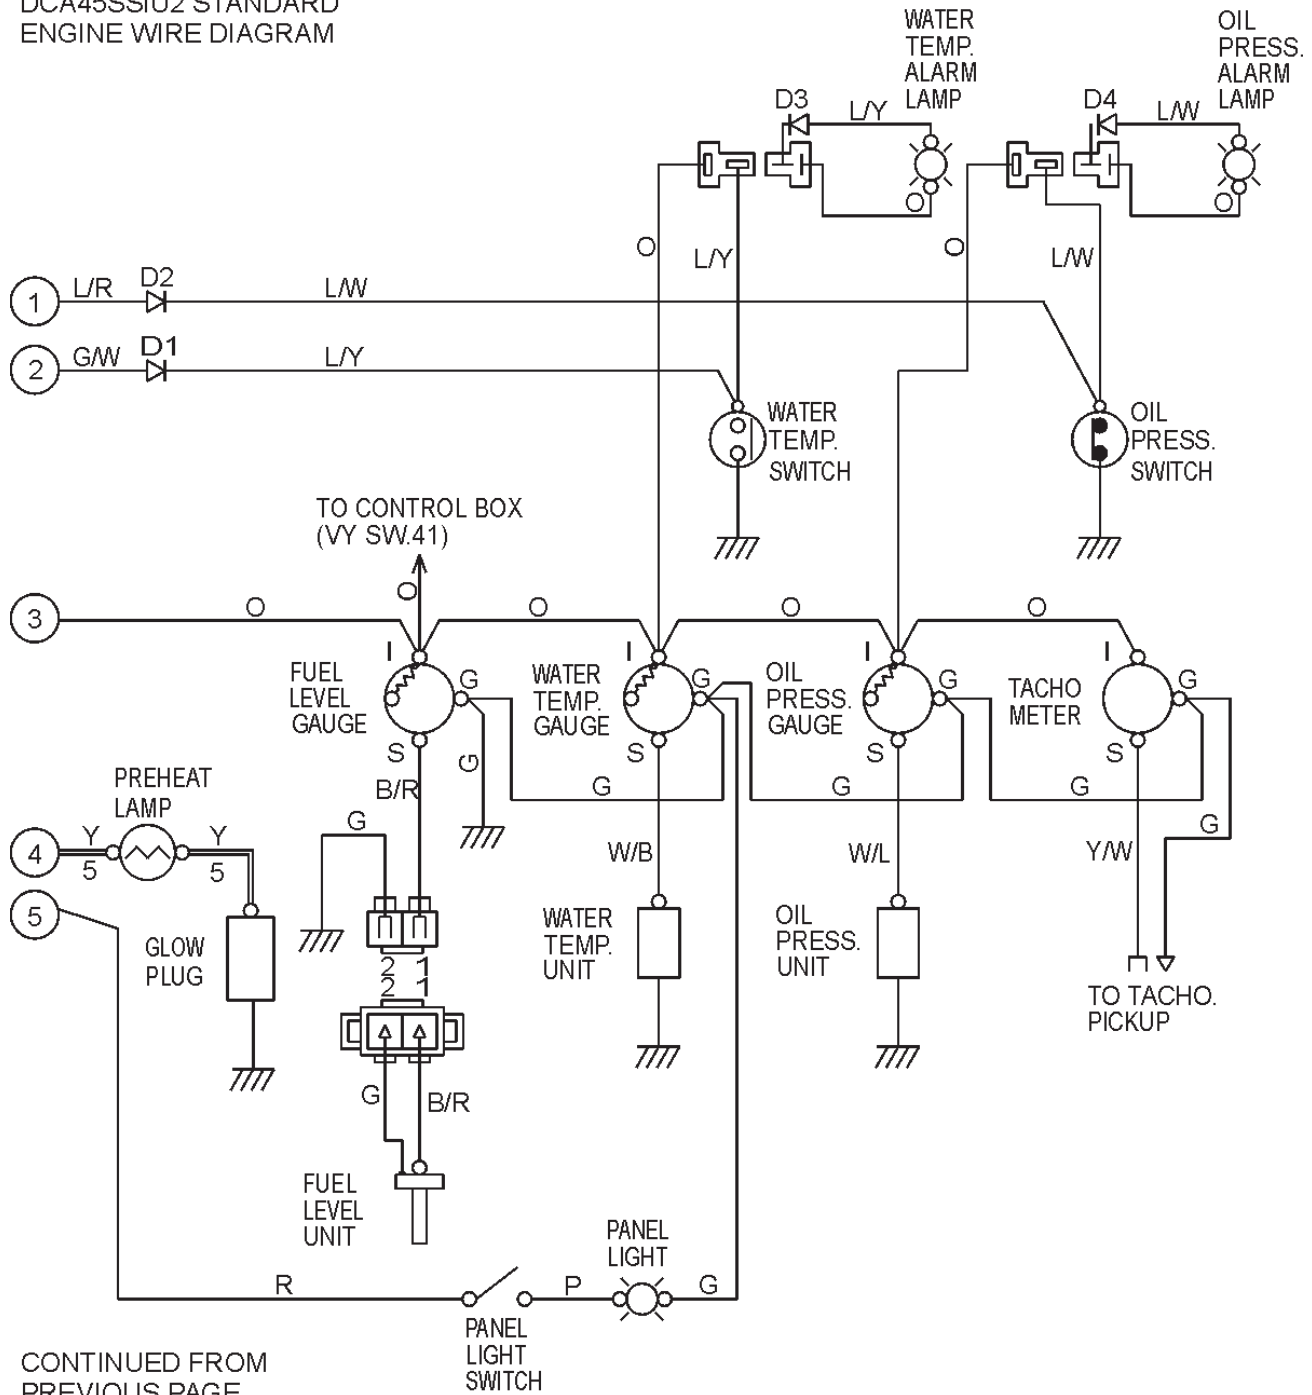 DCA45SSIU2 STANDARD
ENGINE WIRE DIAGRAM
WATER
TEMP.
ALARM
LAMP
OIL
PRESS.
ALARM
LAMP
D3
L/Y
D4
L/W
O
O
O
L/Y
O
L/W
1
L/R
D2
L/W
2
G/W
D1
L/Y
WATER
TEMP.
SWITCH
OIL
PRESS.
SWITCH
TO CONTROL BOX
(VY SW.41)
O
3
O
O
O
O
I
I
I
I
FUEL
LEVEL
GAUGE
G
WATER
TEMP.
GAUGE
G
OIL
PRESS.
GAUGE
G
TACHO
METER
G
S
S
S
S
G
B/R
G
G
G
G
PREHEAT
LAMP
G
4
Y
5
Y
5
W/B
W/L
Y/W
5
GLOW
PLUG
WATER
TEMP.
UNIT
OIL
PRESS.
UNIT
2 1
2 1
TO TACHO.
PICKUP
G
B/R
FUEL
LEVEL
UNIT
PANEL
LIGHT
R
P
G
PANEL
LIGHT
SWITCH
CONTINUED FROM
PREVIOUS PAGE